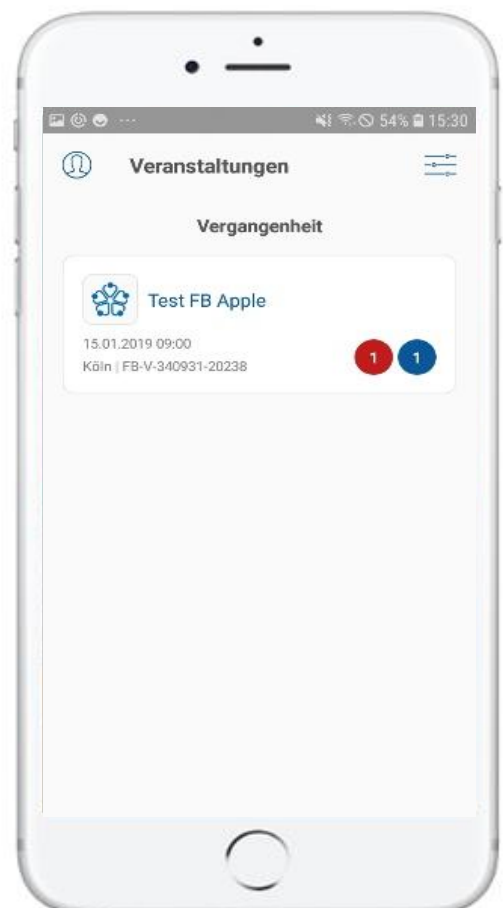 54% 15:30
Veranstaltungen
Vergangenheit
Test FB Apple
15.01.2019 09:00
Köln | FB-V-340931-20238
1 1